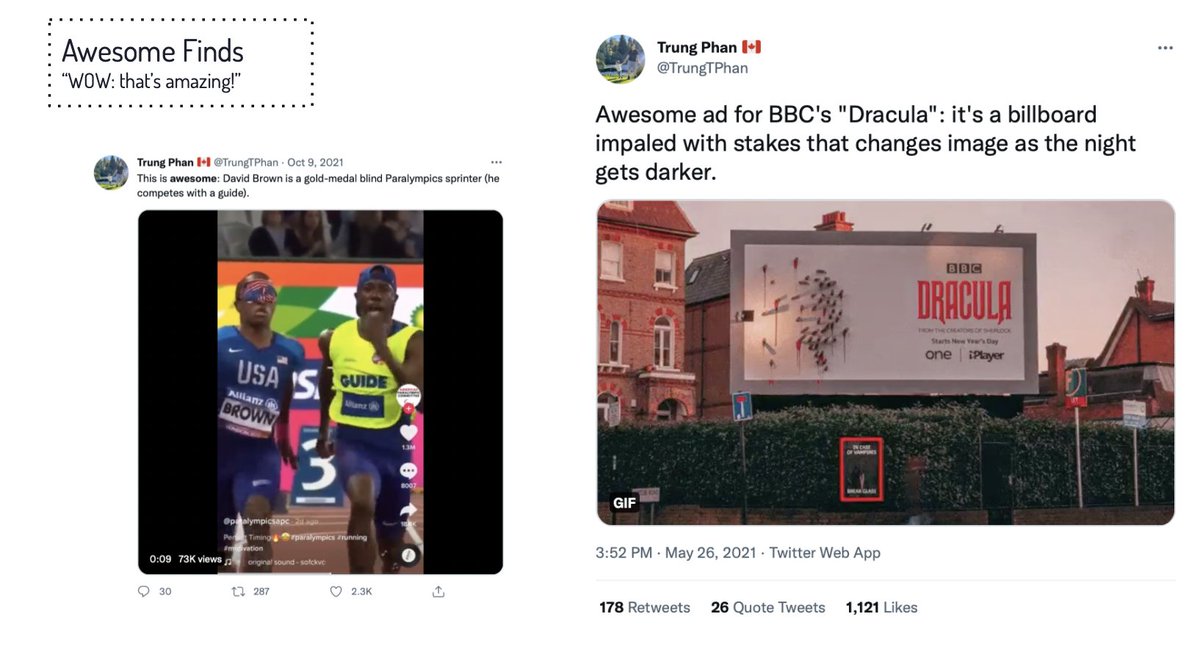 Awesome Finds
“WOW: that’s amazing!”
Trung Phan 🇨🇦 @TrungTPhan · Oct 9, 2021
This is awesome: David Brown is a gold-medal blind Paralympics sprinter (he
competes with a guide).
USA
Allianz
BROWN
GUIDE
Allianz
3
1.3M
8007
@paralympicsapc 2d ago
Perfect Timing🔥😂 #paralympics #running
#motivation
original sound - sofckvc
0:09 73K views
30 287 2.3K
Trung Phan 🇨🇦
@TrungTPhan
Awesome ad for BBC's "Dracula": it's a billboard
impaled with stakes that changes image as the night
gets darker.
BBC
DRACULA
FROM THE CREATORS OF SHERLOCK
Starts New Year's Day
one | iPlayer
LET
IN CASE
OF VAMPIRES
BREAK GLASS
GIF
3:52 PM · May 26, 2021 · Twitter Web App
178 Retweets 26 Quote Tweets 1,121 Likes